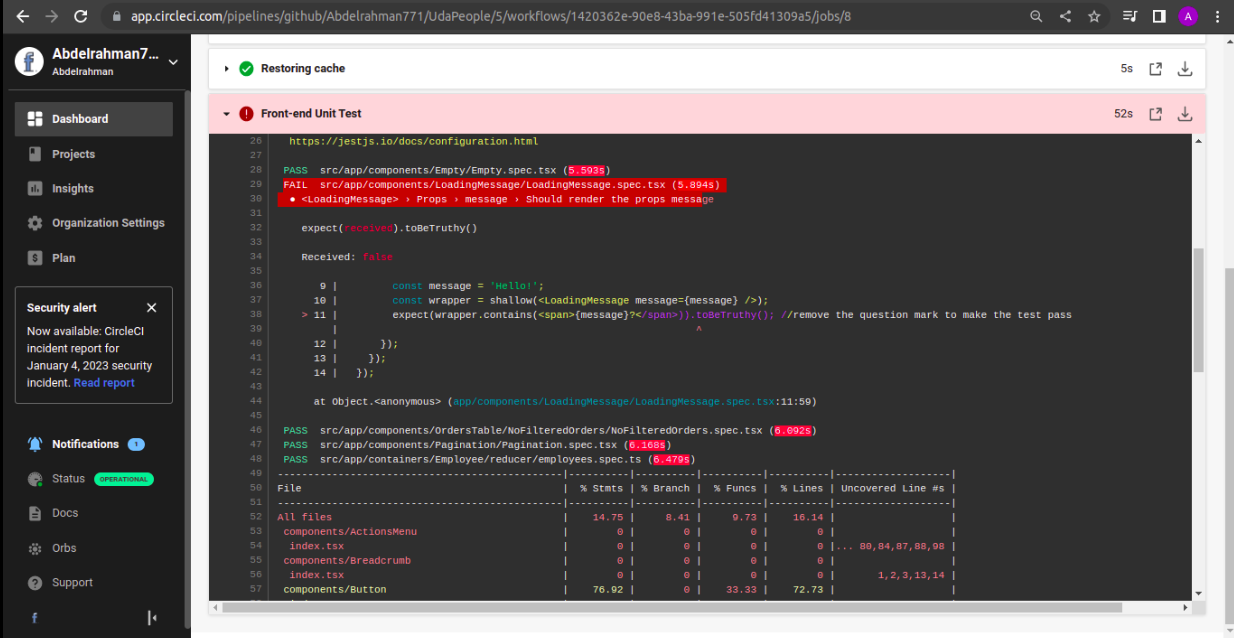 app.circleci.com/pipelines/github/Abdelrahman771/UdaPeople/5/workflows/1420362e-90e8-43ba-991e-505fd41309a5/jobs/8
A
Abdelrahman7...
Abdelrahman
Dashboard
Projects
Insights
Organization Settings
Plan
Security alert
Now available: CircleCI
incident report for
January 4, 2023 security
incident. Read report
Notifications 1
Status OPERATIONAL
Docs
Orbs
Support
Restoring cache 5s
Front-end Unit Test 52s
26 https://jestjs.io/docs/configuration.html
27
28 PASS src/app/components/Empty/Empty.spec.tsx (5.593s)
29 FAIL src/app/components/LoadingMessage/LoadingMessage.spec.tsx (5.894s)
30 ● <LoadingMessage> › Props › message › Should render the props message
31
32 expect(received).toBeTruthy()
33
34 Received: false
35
36 9 | const message = 'Hello!';
37 10 | const wrapper = shallow(<LoadingMessage message={message} />);
38 > 11 | expect(wrapper.contains(<span>{message}?</span>)).toBeTruthy(); //remove the question mark to make the test pass
39 | ^
40 12 | });
41 13 | });
42 14 | });
43
44 at Object.<anonymous> (app/components/LoadingMessage/LoadingMessage.spec.tsx:11:59)
45
46 PASS src/app/components/OrdersTable/NoFilteredOrders/NoFilteredOrders.spec.tsx (6.092s)
47 PASS src/app/components/Pagination/Pagination.spec.tsx (6.168s)
48 PASS src/app/containers/Employee/reducer/employees.spec.ts (6.479s)
49 -----------------------------------------------|----------|----------|----------|----------|-------------------|
50 File | % Stmts | % Branch | % Funcs | % Lines | Uncovered Line #s |
51 -----------------------------------------------|----------|----------|----------|----------|-------------------|
52 All files | 14.75 | 8.41 | 9.73 | 16.14 | |
53 components/ActionsMenu | 0 | 0 | 0 | 0 | |
54 index.tsx | 0 | 0 | 0 | 0 |... 80,84,87,88,98 |
55 components/Breadcrumb | 0 | 0 | 0 | 0 | |
56 index.tsx | 0 | 0 | 0 | 0 | 1,2,3,13,14 |
57 components/Button | 76.92 | 0 | 33.33 | 72.73 | |